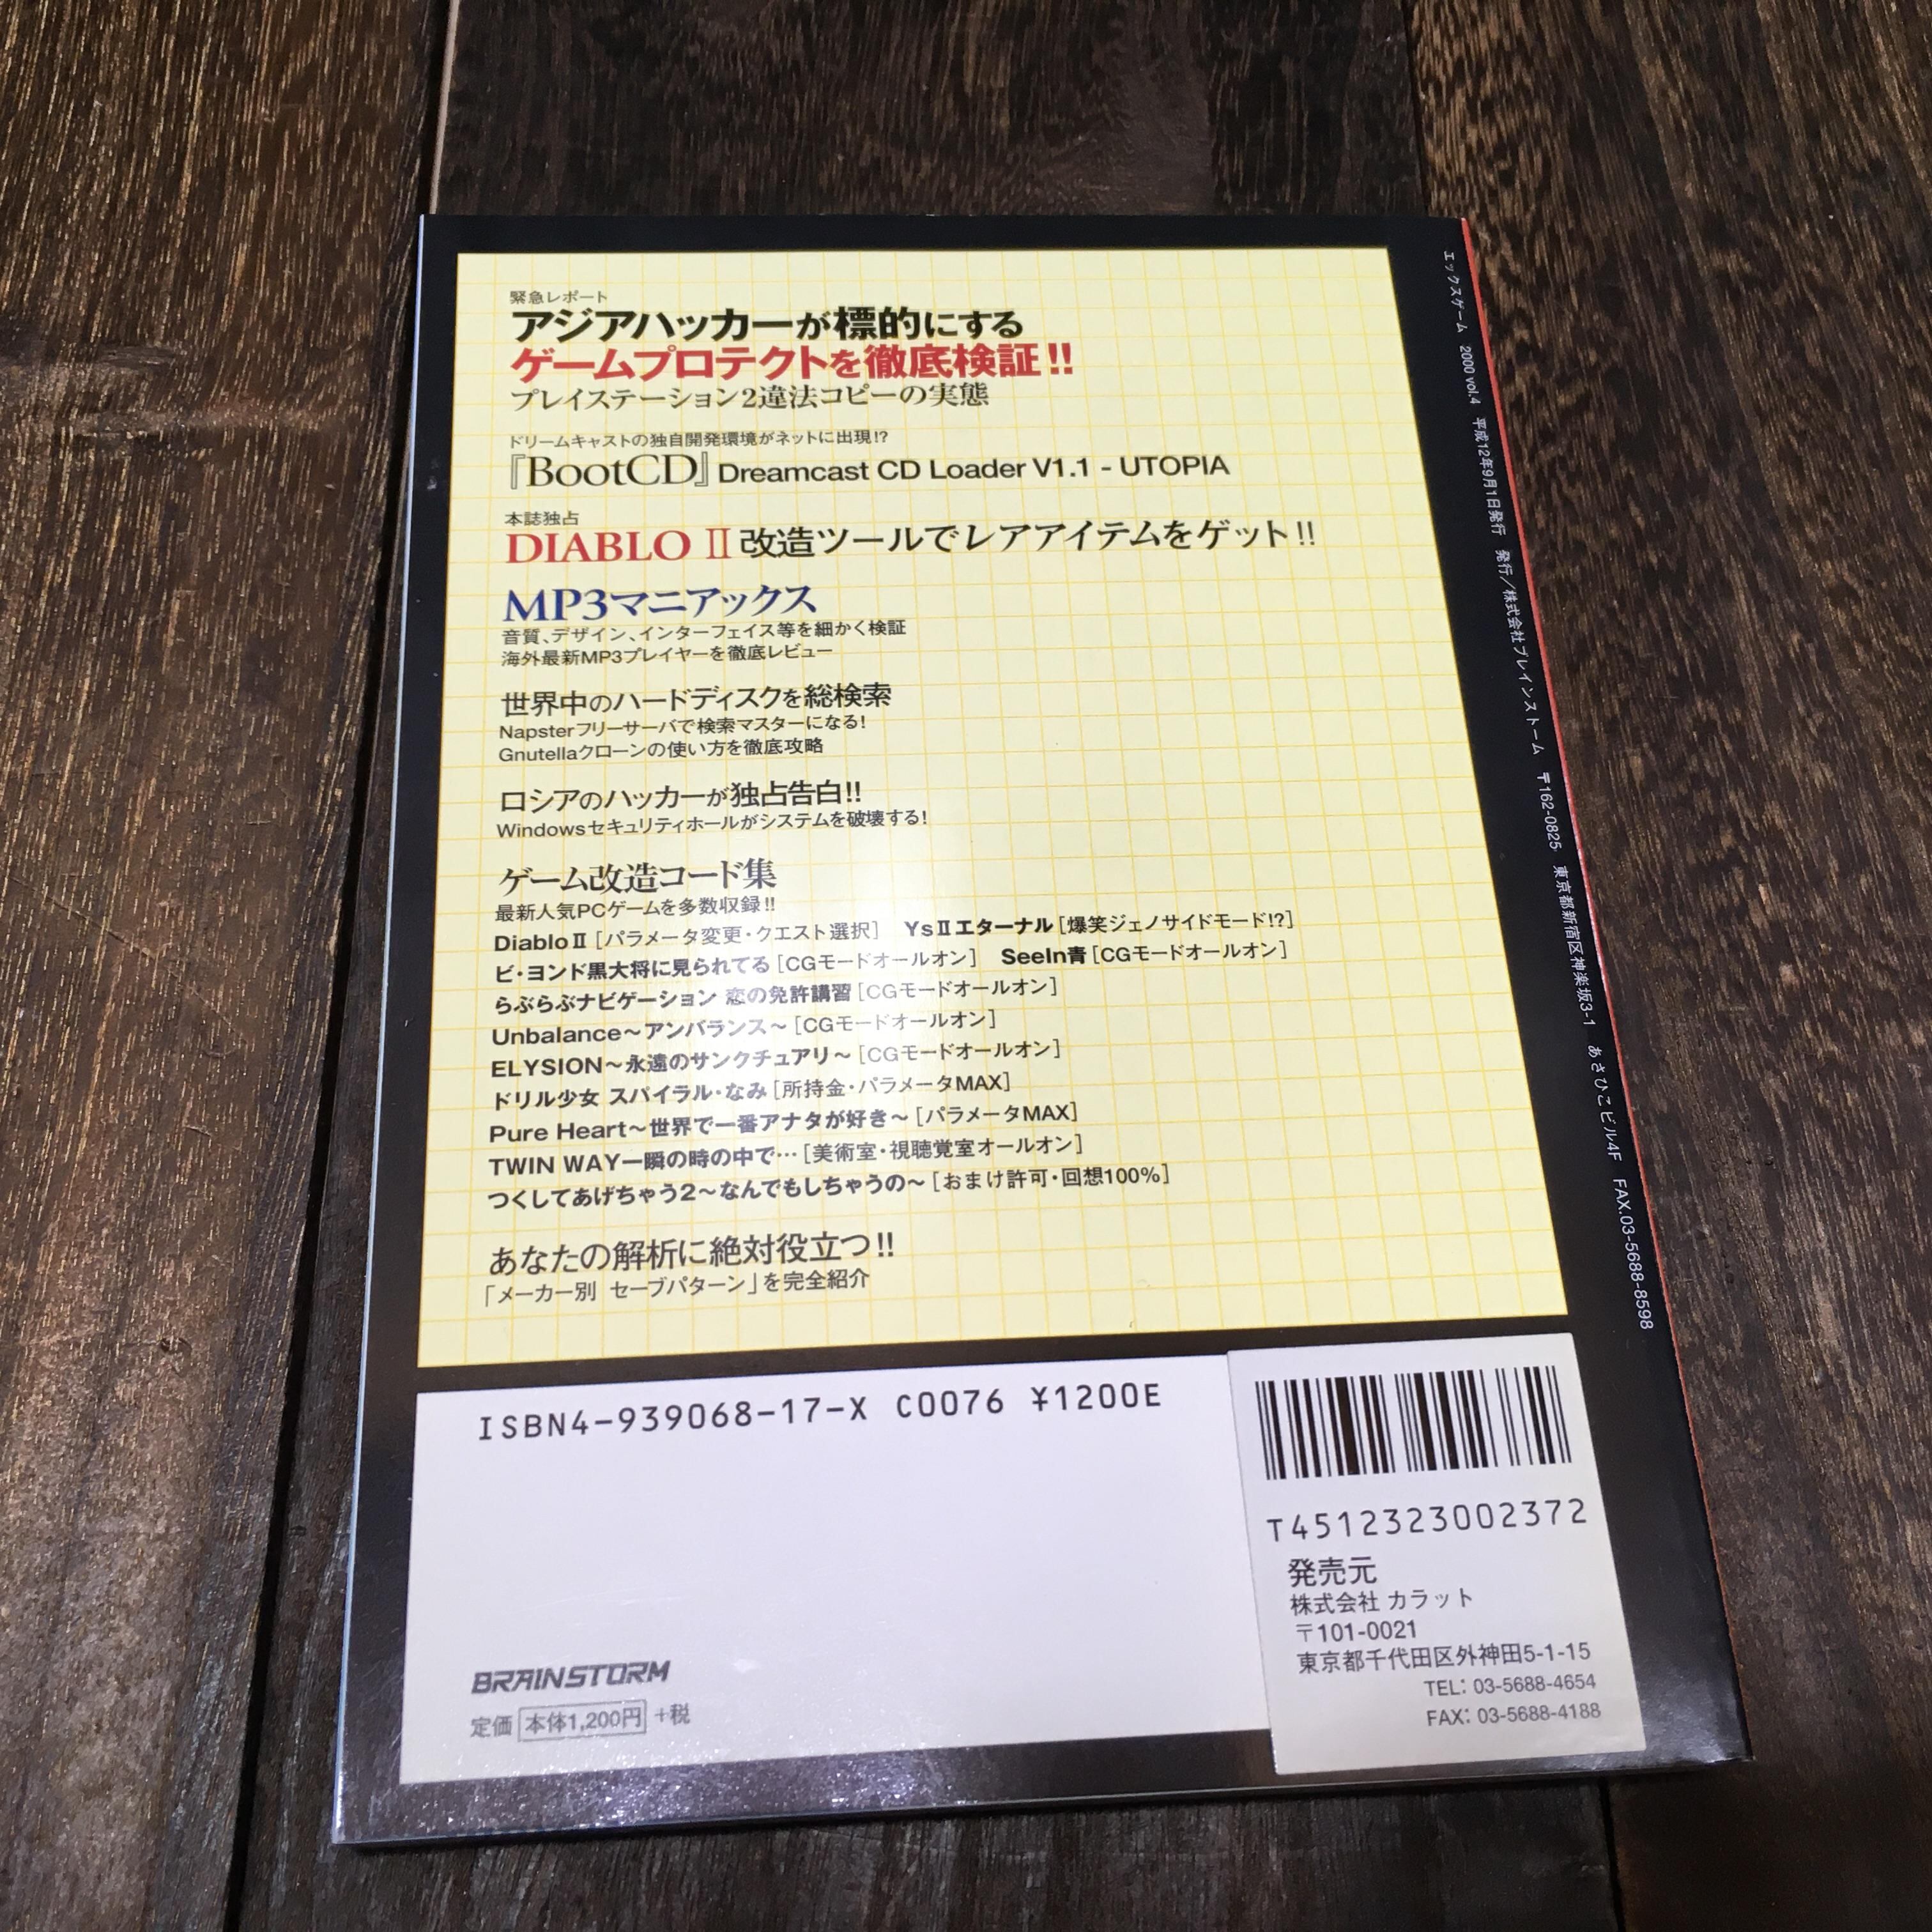 緊急レポート
アジアハッカーが標的にする
ゲームプロテクトを徹底検証!!
プレイステーション2違法コピーの実態
ドリームキャストの独自開発環境がネットに出現!?
『BootCD』Dreamcast CD Loader V1.1 - UTOPIA
本誌独占
DIABLO Ⅱ改造ツールでレアアイテムをゲット!!
MP3マニアックス
音質、デザイン、インターフェイス等を細かく検証
海外最新MP3プレイヤーを徹底レビュー
世界中のハードディスクを総検索
Napsterフリーサーバで検索マスターになる!
Gnutellaクローンの使い方を徹底攻略
ロシアのハッカーが独占告白!!
Windowsセキュリティホールがシステムを破壊する!
ゲーム改造コード集
最新人気PCゲームを多数収録!!
DiabloⅡ[パラメータ変更・クエスト選択] YsⅡエターナル[爆笑ジェノサイドモード!?]
ビ・ヨンド黒大将に見られてる[CGモードオールオン] SeeIn青[CGモードオールオン]
らぶらぶナビゲーション 恋の免許講習[CGモードオールオン]
Unbalance〜アンバランス〜[CGモードオールオン]
ELYSION〜永遠のサンクチュアリ〜[CGモードオールオン]
ドリル少女 スパイラル・なみ[所持金・パラメータMAX]
Pure Heart〜世界で一番アナタが好き〜[パラメータMAX]
TWIN WAY一瞬の時の中で…[美術室・視聴覚室オールオン]
つくしてあげちゃう2〜なんでもしちゃうの〜[おまけ許可・回想100%]
あなたの解析に絶対役立つ!!
「メーカー別 セーブパターン」を完全紹介
エックスゲーム 2000 vol.4 平成12年9月1日発行 発行/株式会社ブレインストーム 〒162-0825 東京都新宿区神楽坂3-1 あさひこビル4F FAX.03-5688-8598
ISBN4-939068-17-X C0076 ¥1200E
BRAINSTORM
定価 本体1,200円 +税
T4512323002372
発売元
株式会社 カラット
〒101-0021
東京都千代田区外神田5-1-15
TEL: 03-5688-4654
FAX: 03-5688-4188